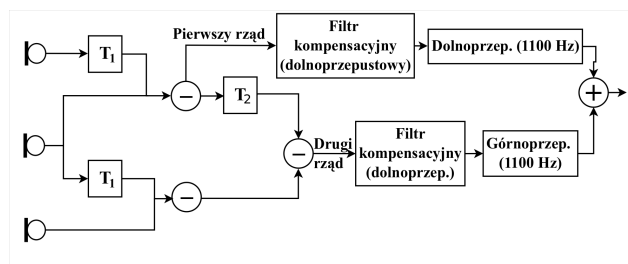 Pierwszy rząd
Filtr
kompensacyjny
(dolnoprzepustowy)
Dolnoprzep. (1100 Hz)
T1
−
T2
+
−
Drugi
rząd
Filtr
kompensacyjny
(dolnoprzep.)
Górnoprzep.
(1100 Hz)
T1
−